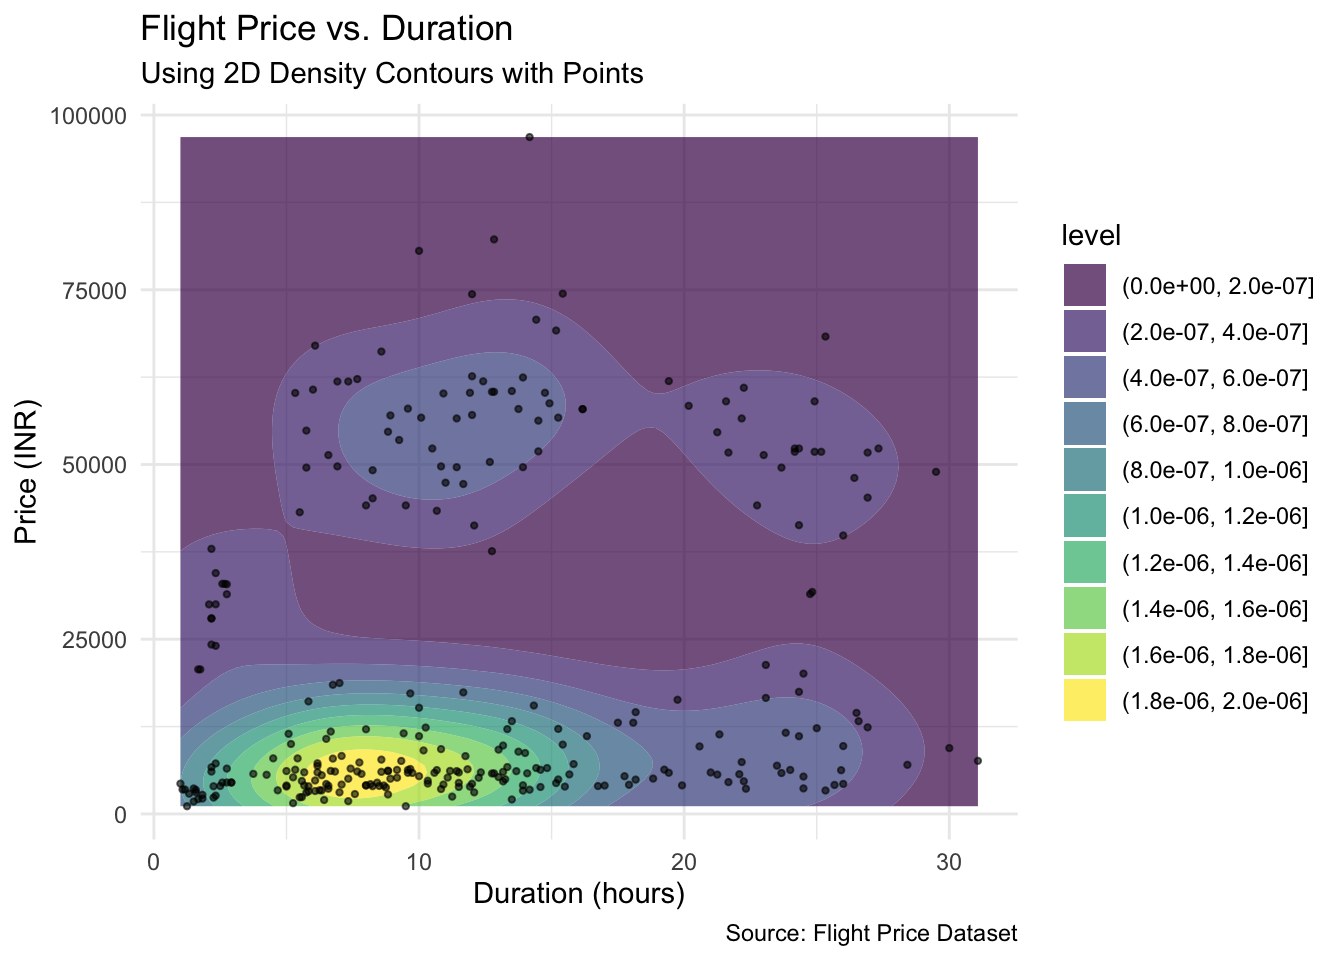 Flight Price vs. Duration
Using 2D Density Contours with Points
100000
75000
50000
25000
0
Price (INR)
0
10
20
30
Duration (hours)
level
(0.0e+00, 2.0e-07]
(2.0e-07, 4.0e-07]
(4.0e-07, 6.0e-07]
(6.0e-07, 8.0e-07]
(8.0e-07, 1.0e-06]
(1.0e-06, 1.2e-06]
(1.2e-06, 1.4e-06]
(1.4e-06, 1.6e-06]
(1.6e-06, 1.8e-06]
(1.8e-06, 2.0e-06]
Source: Flight Price Dataset